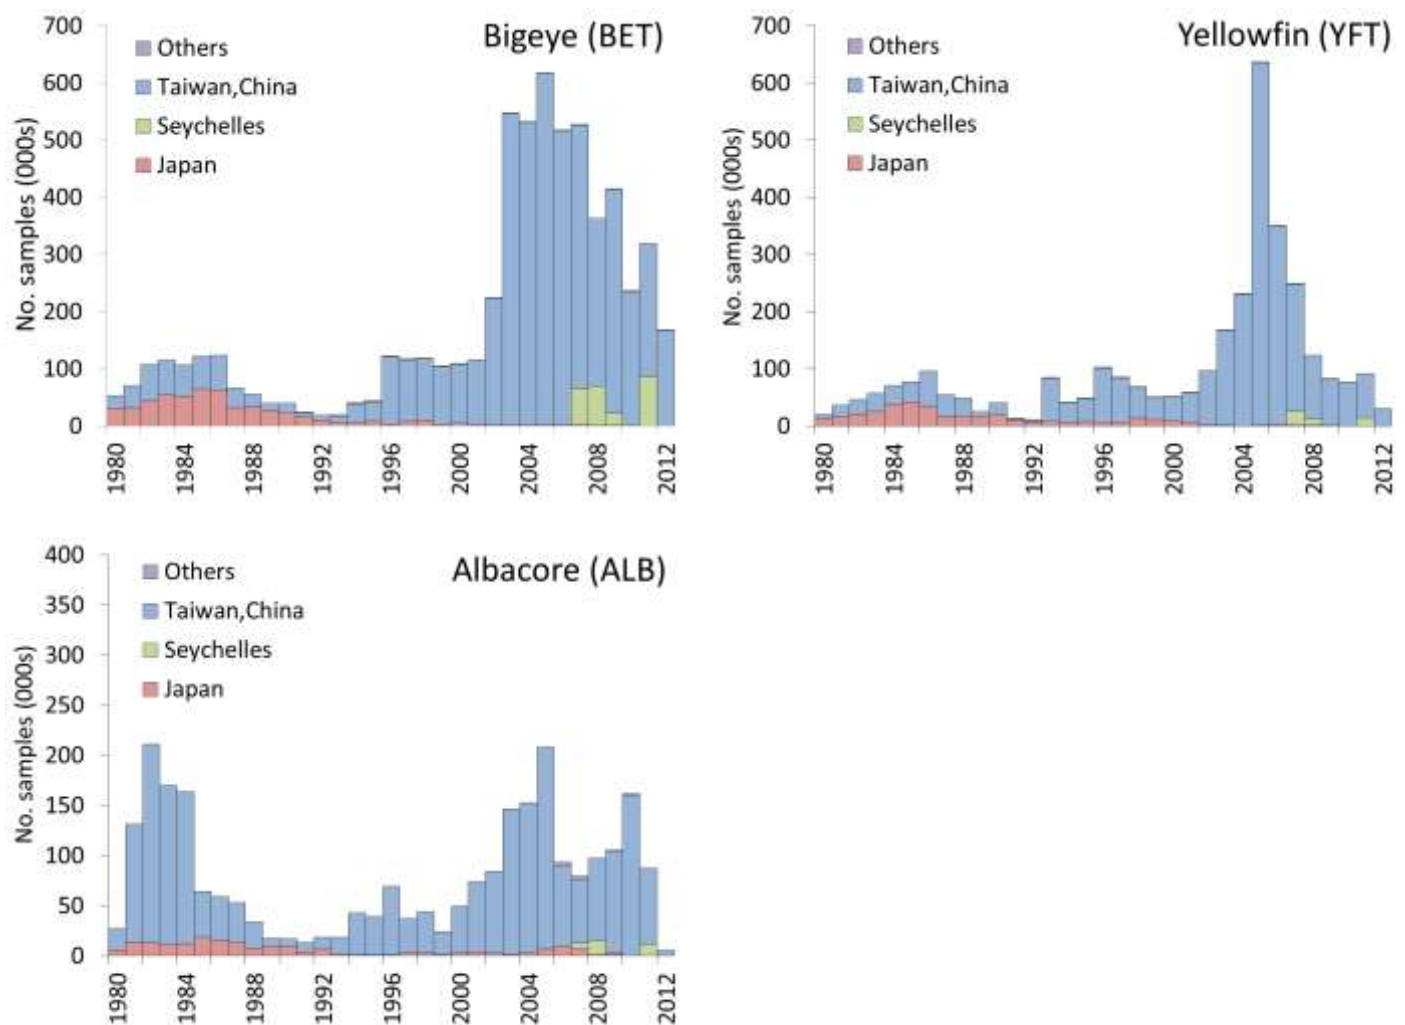 Bigeye (BET)
No. samples (000s)
700
600
500
400
300
200
100
0
Others
Taiwan,China
Seychelles
Japan
1980
1984
1988
1992
1996
2000
2004
2008
2012
Yellowfin (YFT)
No. samples (000s)
700
600
500
400
300
200
100
0
Others
Taiwan,China
Seychelles
Japan
1980
1984
1988
1992
1996
2000
2004
2008
2012
Albacore (ALB)
No. samples (000s)
400
350
300
250
200
150
100
50
0
Others
Taiwan,China
Seychelles
Japan
1980
1984
1988
1992
1996
2000
2004
2008
2012